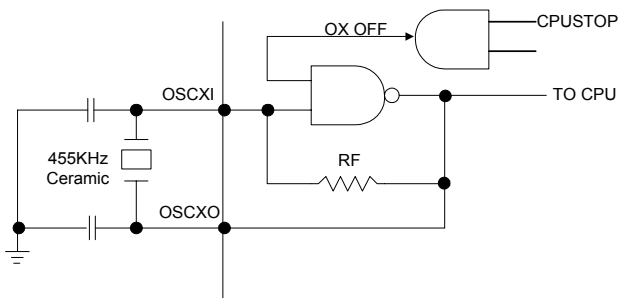 OX OFF
CPUSTOP
OSCXI
TO CPU
455KHz
Ceramic
RF
OSCXO